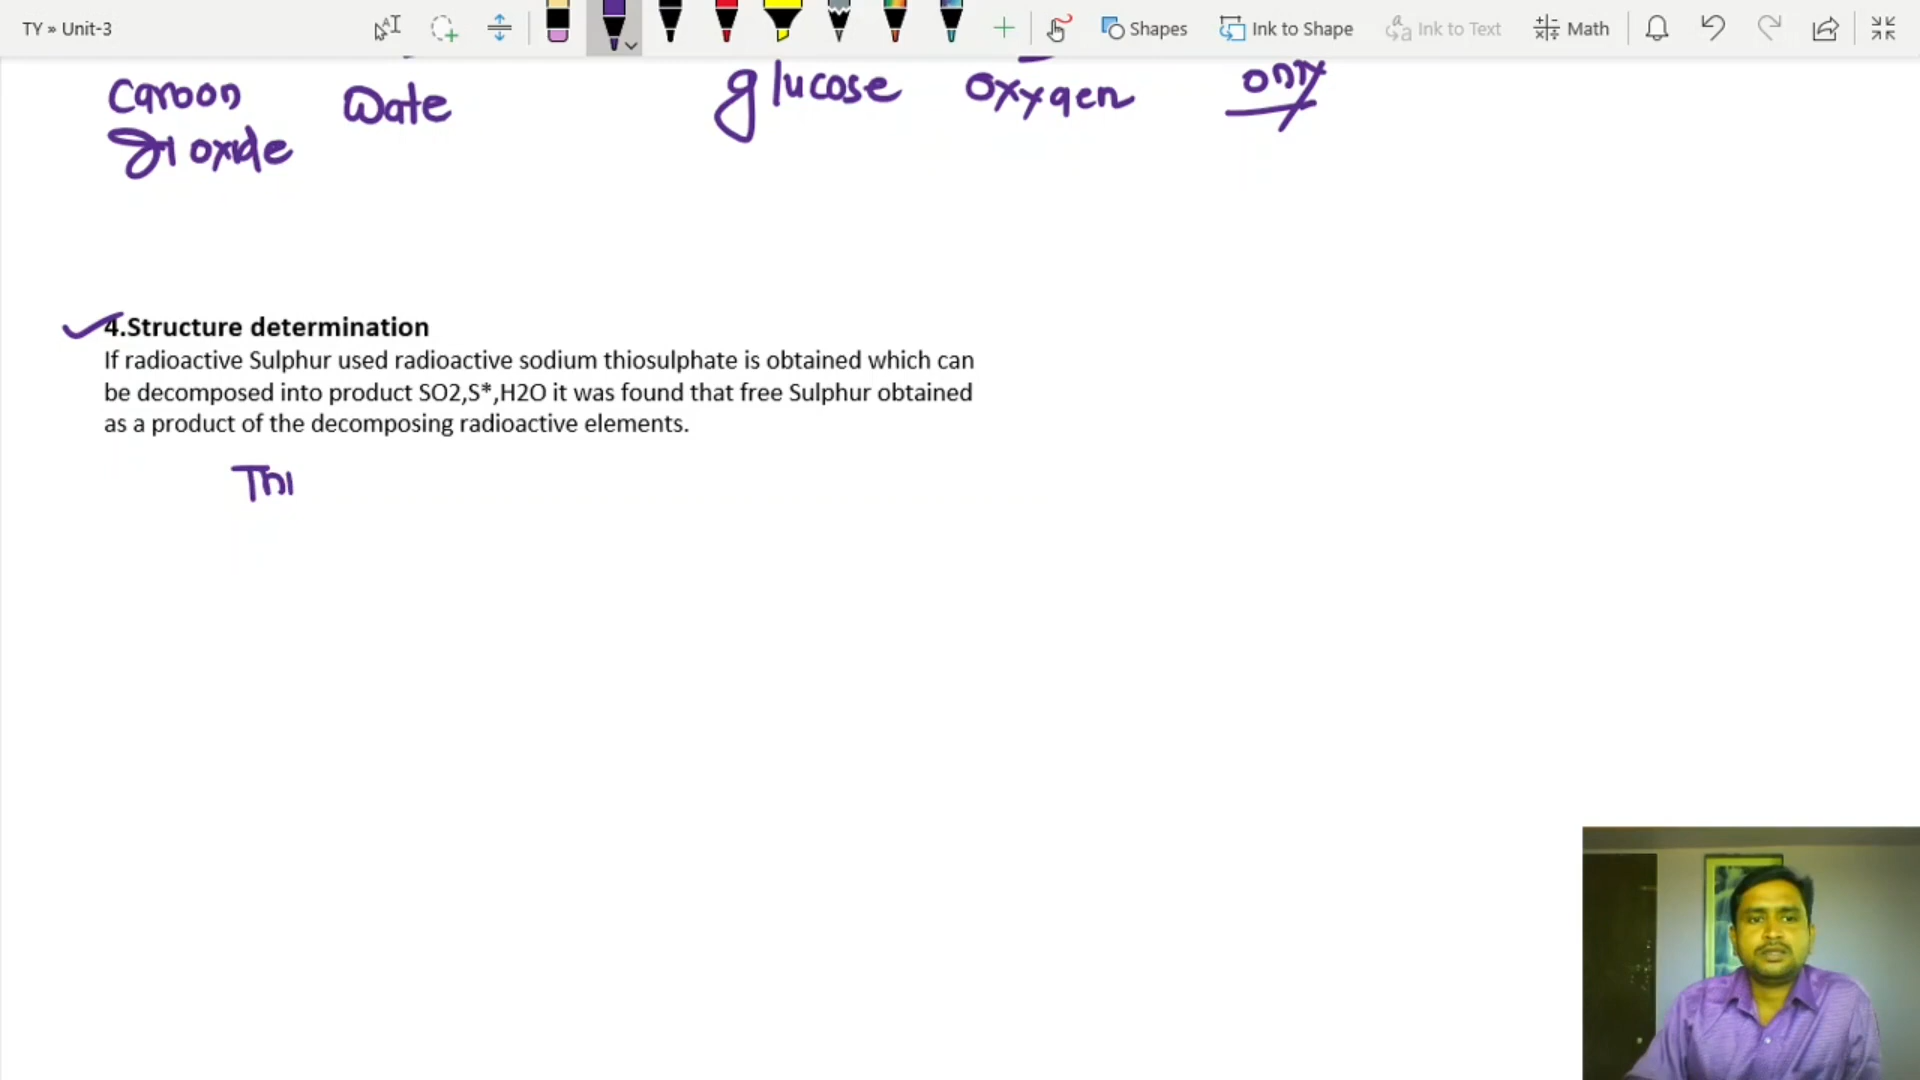 TY » Unit-3
Shapes Ink to Shape Ink to Text Math
Caroon Wate glucose oxygen only
Dioxide
4.Structure determination
If radioactive Sulphur used radioactive sodium thiosulphate is obtained which can
be decomposed into product SO2,S*,H2O it was found that free Sulphur obtained
as a product of the decomposing radioactive elements.
Thi